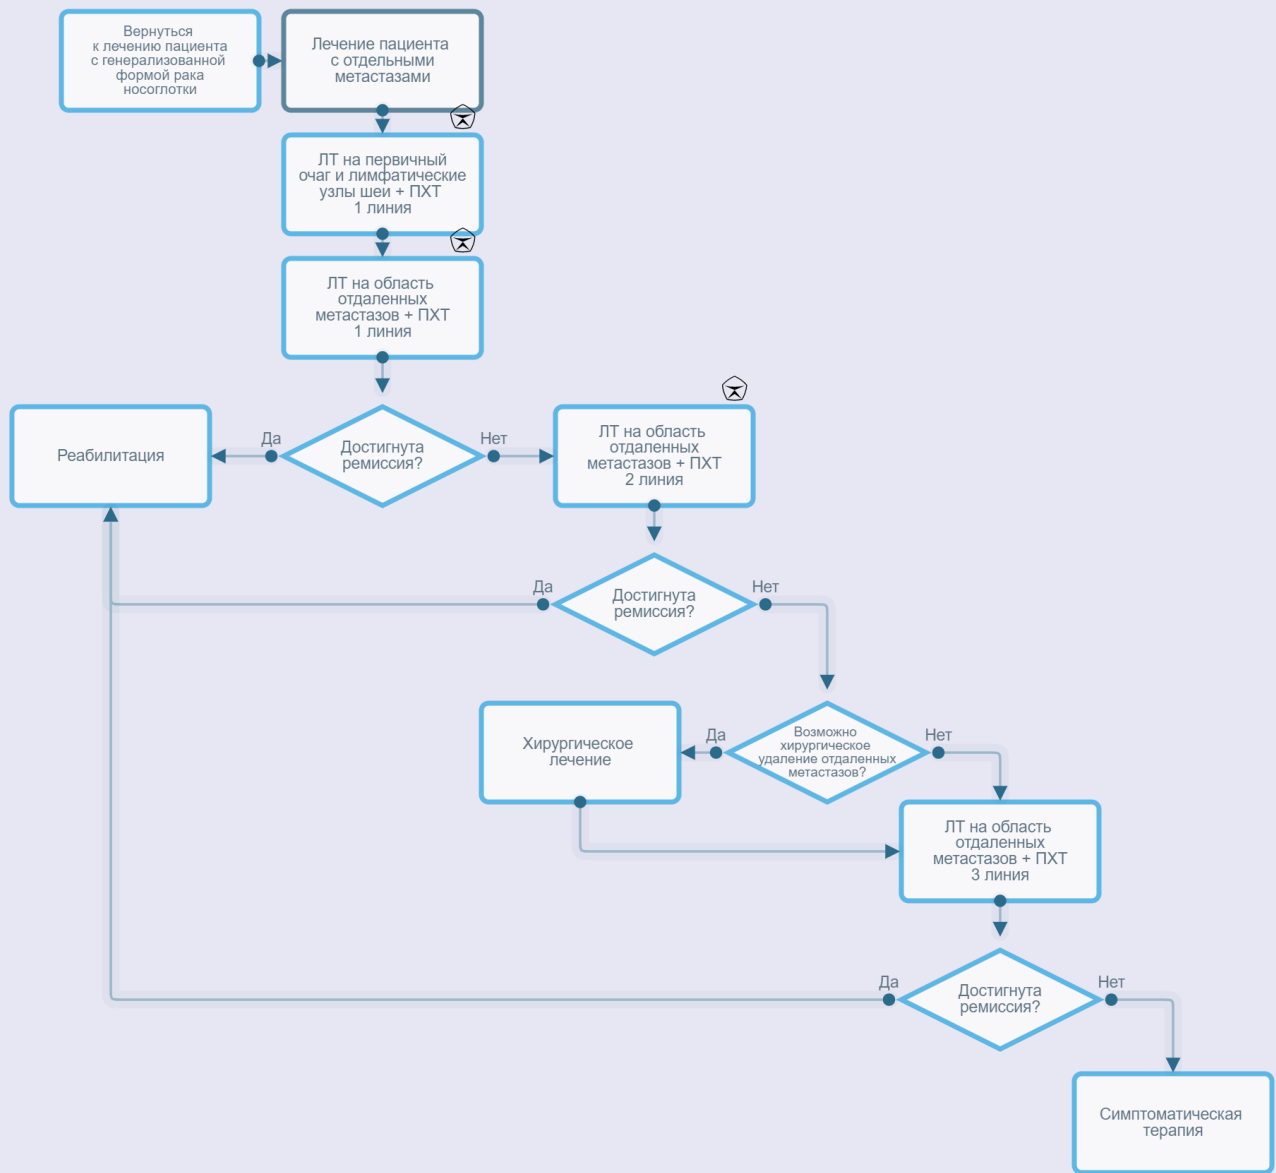 Вернуться
к лечению пациента
с генерализованной
формой рака
носоглотки
Лечение пациента
с отдельными
метастазами
ЛТ на первичный
очаг и лимфатические
узлы шеи + ПХТ
1 линия
ЛТ на область
отдаленных
метастазов + ПХТ
1 линия
Реабилитация
Да
Достигнута
ремиссия?
Нет
ЛТ на область
отдаленных
метастазов + ПХТ
2 линия
Да
Достигнута
ремиссия?
Нет
Хирургическое
лечение
Да
Возможно
хирургическое
удаление отдаленных
метастазов?
Нет
ЛТ на область
отдаленных
метастазов + ПХТ
3 линия
Да
Достигнута
ремиссия?
Нет
Симптоматическая
терапия